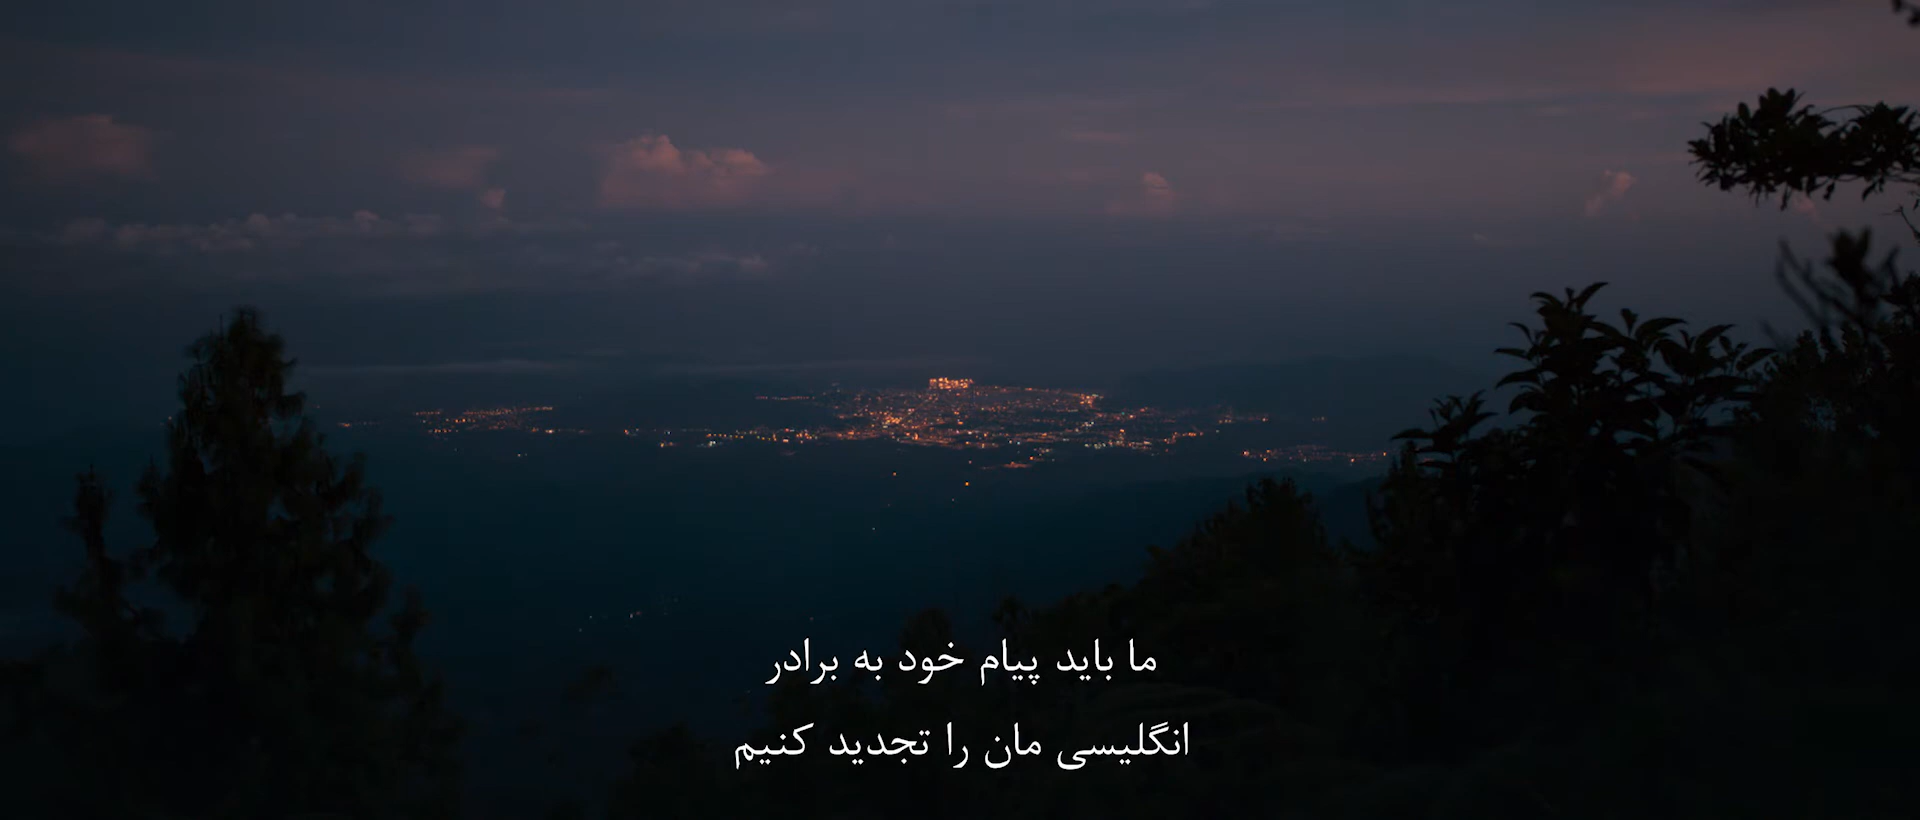 ما باید پیام خود به برادر
انگلیسی مان را تجدید کنیم